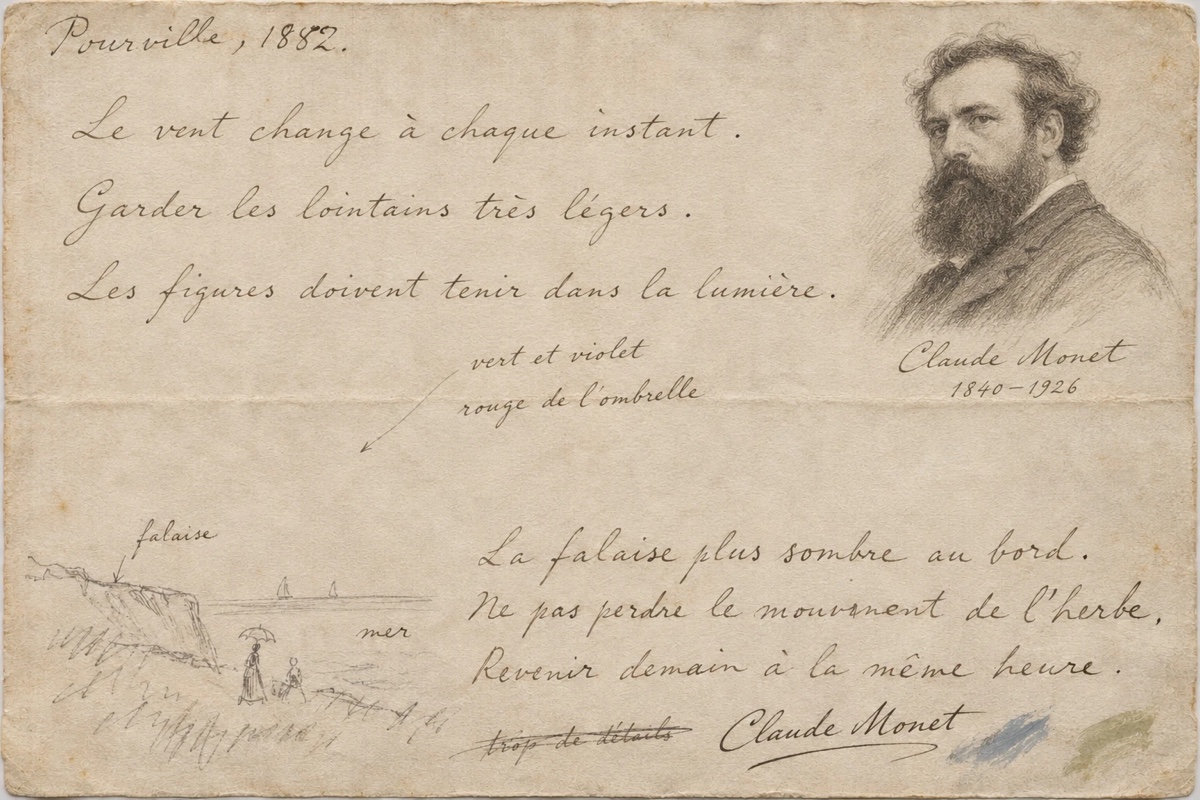 Pourville, 1882.
Le vent change à chaque instant.
Garder les lointains très légers.
Les figures doivent tenir dans la lumière.
Claude Monet
1840–1926
vert et violet
rouge de l'ombrelle
falaise
mer
La falaise plus sombre au bord.
Ne pas perdre le mouvement de l'herbe.
Revenir demain à la même heure.
trop de détails
Claude Monet